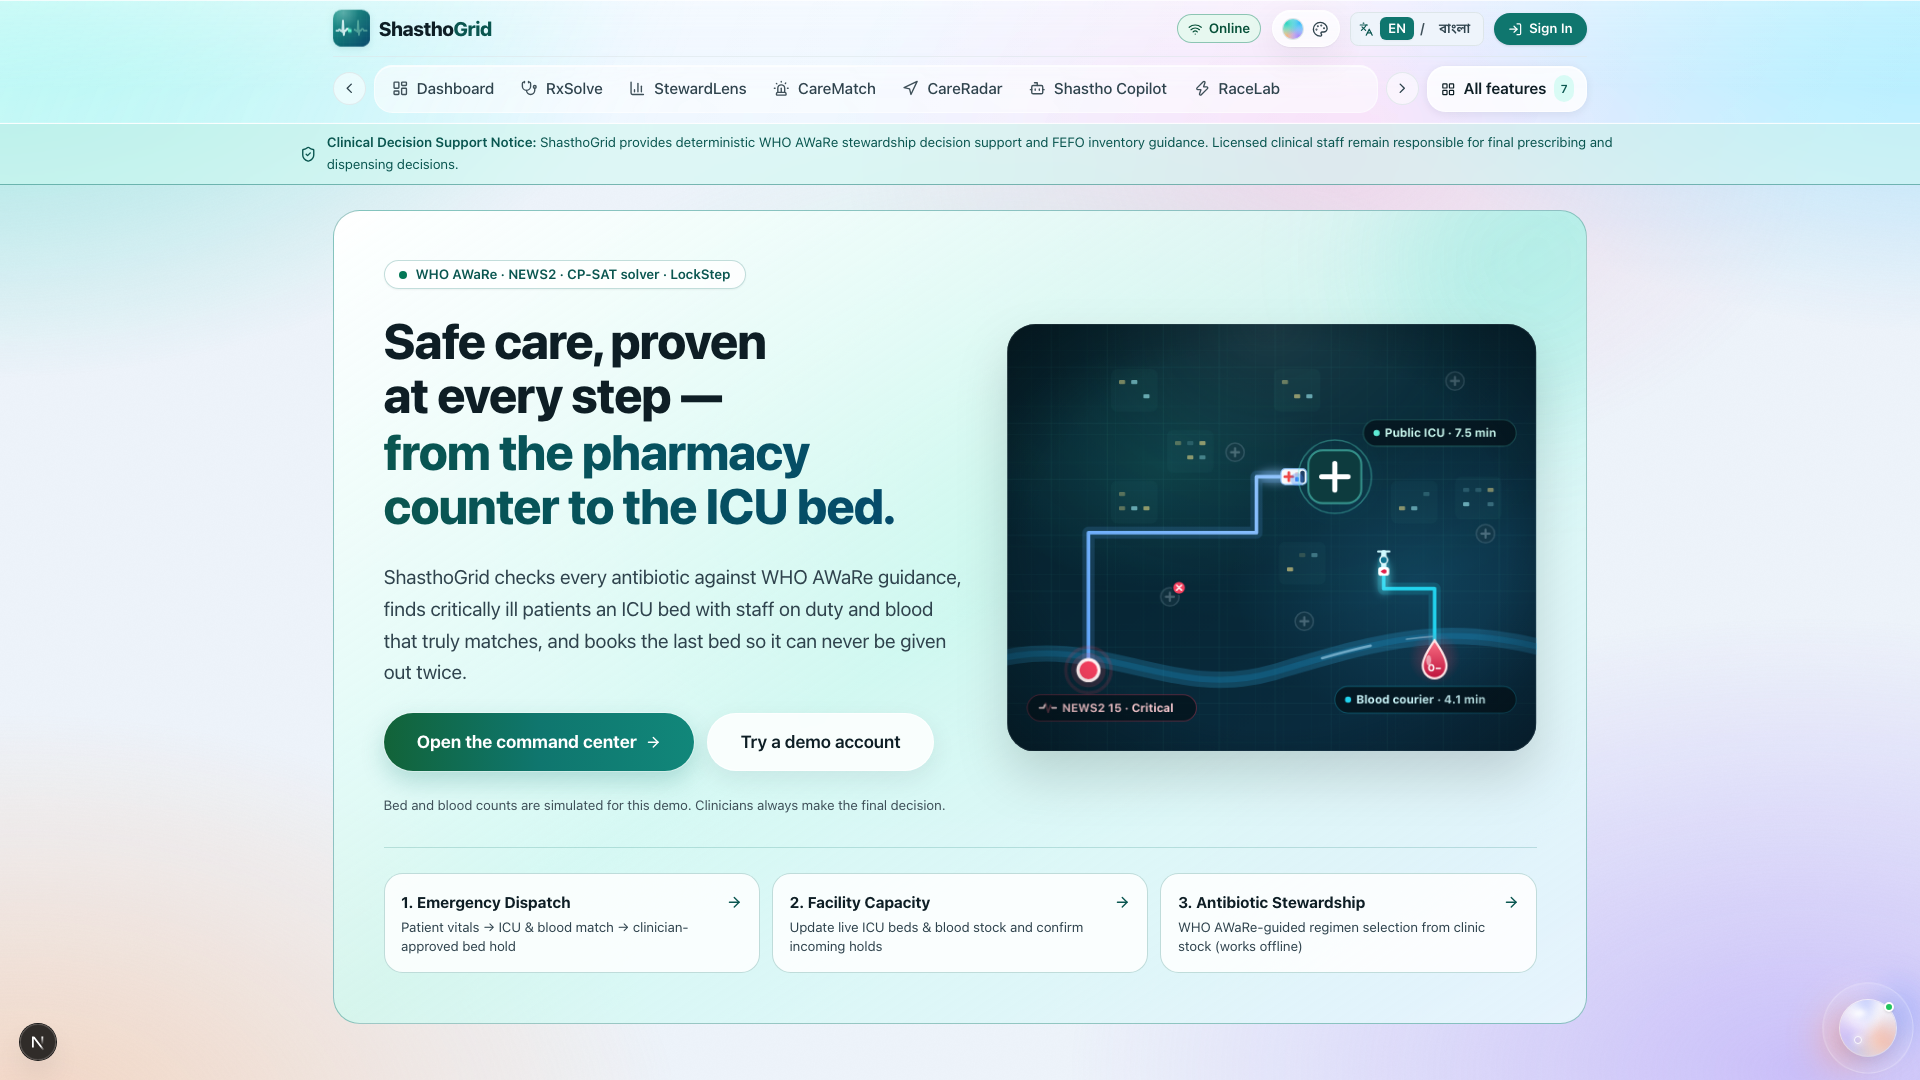 ShasthoGrid
Online
EN / বাংলা
Sign In
Dashboard
RxSolve
StewardLens
CareMatch
CareRadar
Shastho Copilot
RaceLab
All features 7
Clinical Decision Support Notice: ShasthoGrid provides deterministic WHO AWaRe stewardship decision support and FEFO inventory guidance. Licensed clinical staff remain responsible for final prescribing and
dispensing decisions.
WHO AWaRe · NEWS2 · CP-SAT solver · LockStep
Safe care, proven
at every step —
from the pharmacy
counter to the ICU bed.
ShasthoGrid checks every antibiotic against WHO AWaRe guidance,
finds critically ill patients an ICU bed with staff on duty and blood
that truly matches, and books the last bed so it can never be given
out twice.
Open the command center →
Try a demo account
Bed and blood counts are simulated for this demo. Clinicians always make the final decision.
Public ICU · 7.5 min
O-
Blood courier · 4.1 min
NEWS2 15 · Critical
1. Emergency Dispatch
Patient vitals → ICU & blood match → clinician-
approved bed hold
2. Facility Capacity
Update live ICU beds & blood stock and confirm
incoming holds
3. Antibiotic Stewardship
WHO AWaRe-guided regimen selection from clinic
stock (works offline)
N